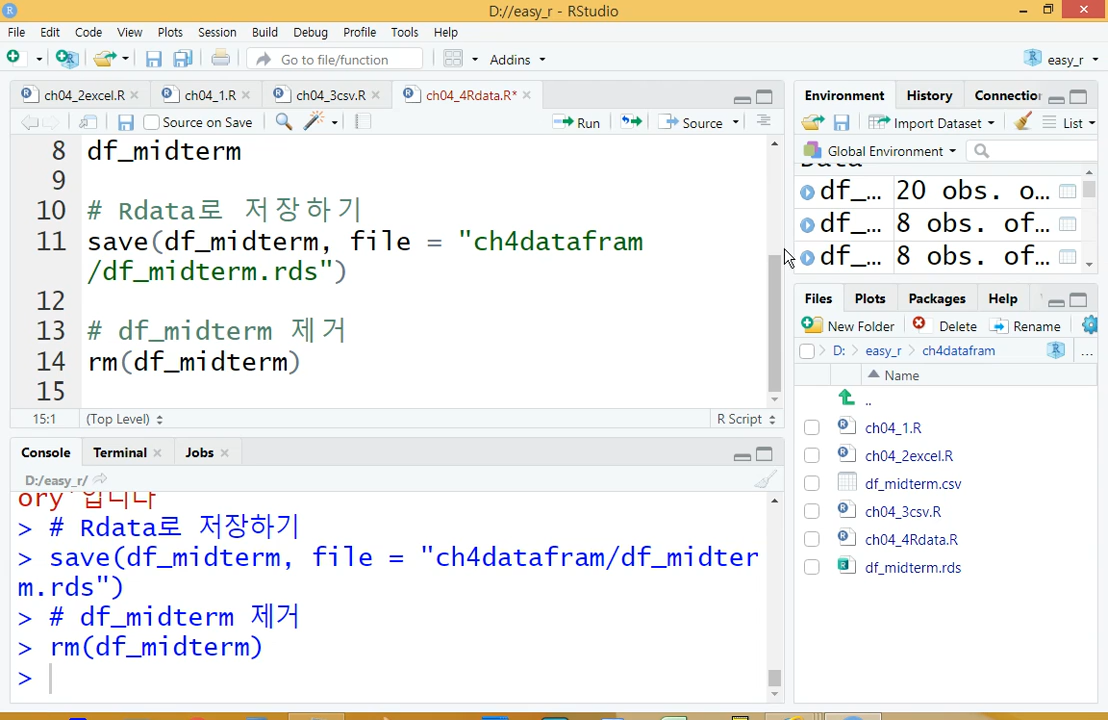 D://easy_r - RStudio
File Edit Code View Plots Session Build Debug Profile Tools Help
Go to file/function Addins easy_r
ch04_2excel.R ch04_1.R ch04_3csv.R ch04_4Rdata.R*
Source on Save Run Source
8 df_midterm
9
10 # Rdata로 저장하기
11 save(df_midterm, file = "ch4datafram
/df_midterm.rds")
12
13 # df_midterm 제거
14 rm(df_midterm)
15
15:1 (Top Level) R Script
Console Terminal Jobs
D:/easy_r/
ory'입니다
> # Rdata로 저장하기
> save(df_midterm, file = "ch4datafram/df_midter
m.rds")
> # df_midterm 제거
> rm(df_midterm)
>
Environment History Connection
Import Dataset List
Global Environment
Data
df_... 20 obs. o...
df_... 8 obs. of...
df_... 8 obs. of...
Files Plots Packages Help
New Folder Delete Rename
D: easy_r ch4datafram ...
Name
..
ch04_1.R
ch04_2excel.R
df_midterm.csv
ch04_3csv.R
ch04_4Rdata.R
df_midterm.rds